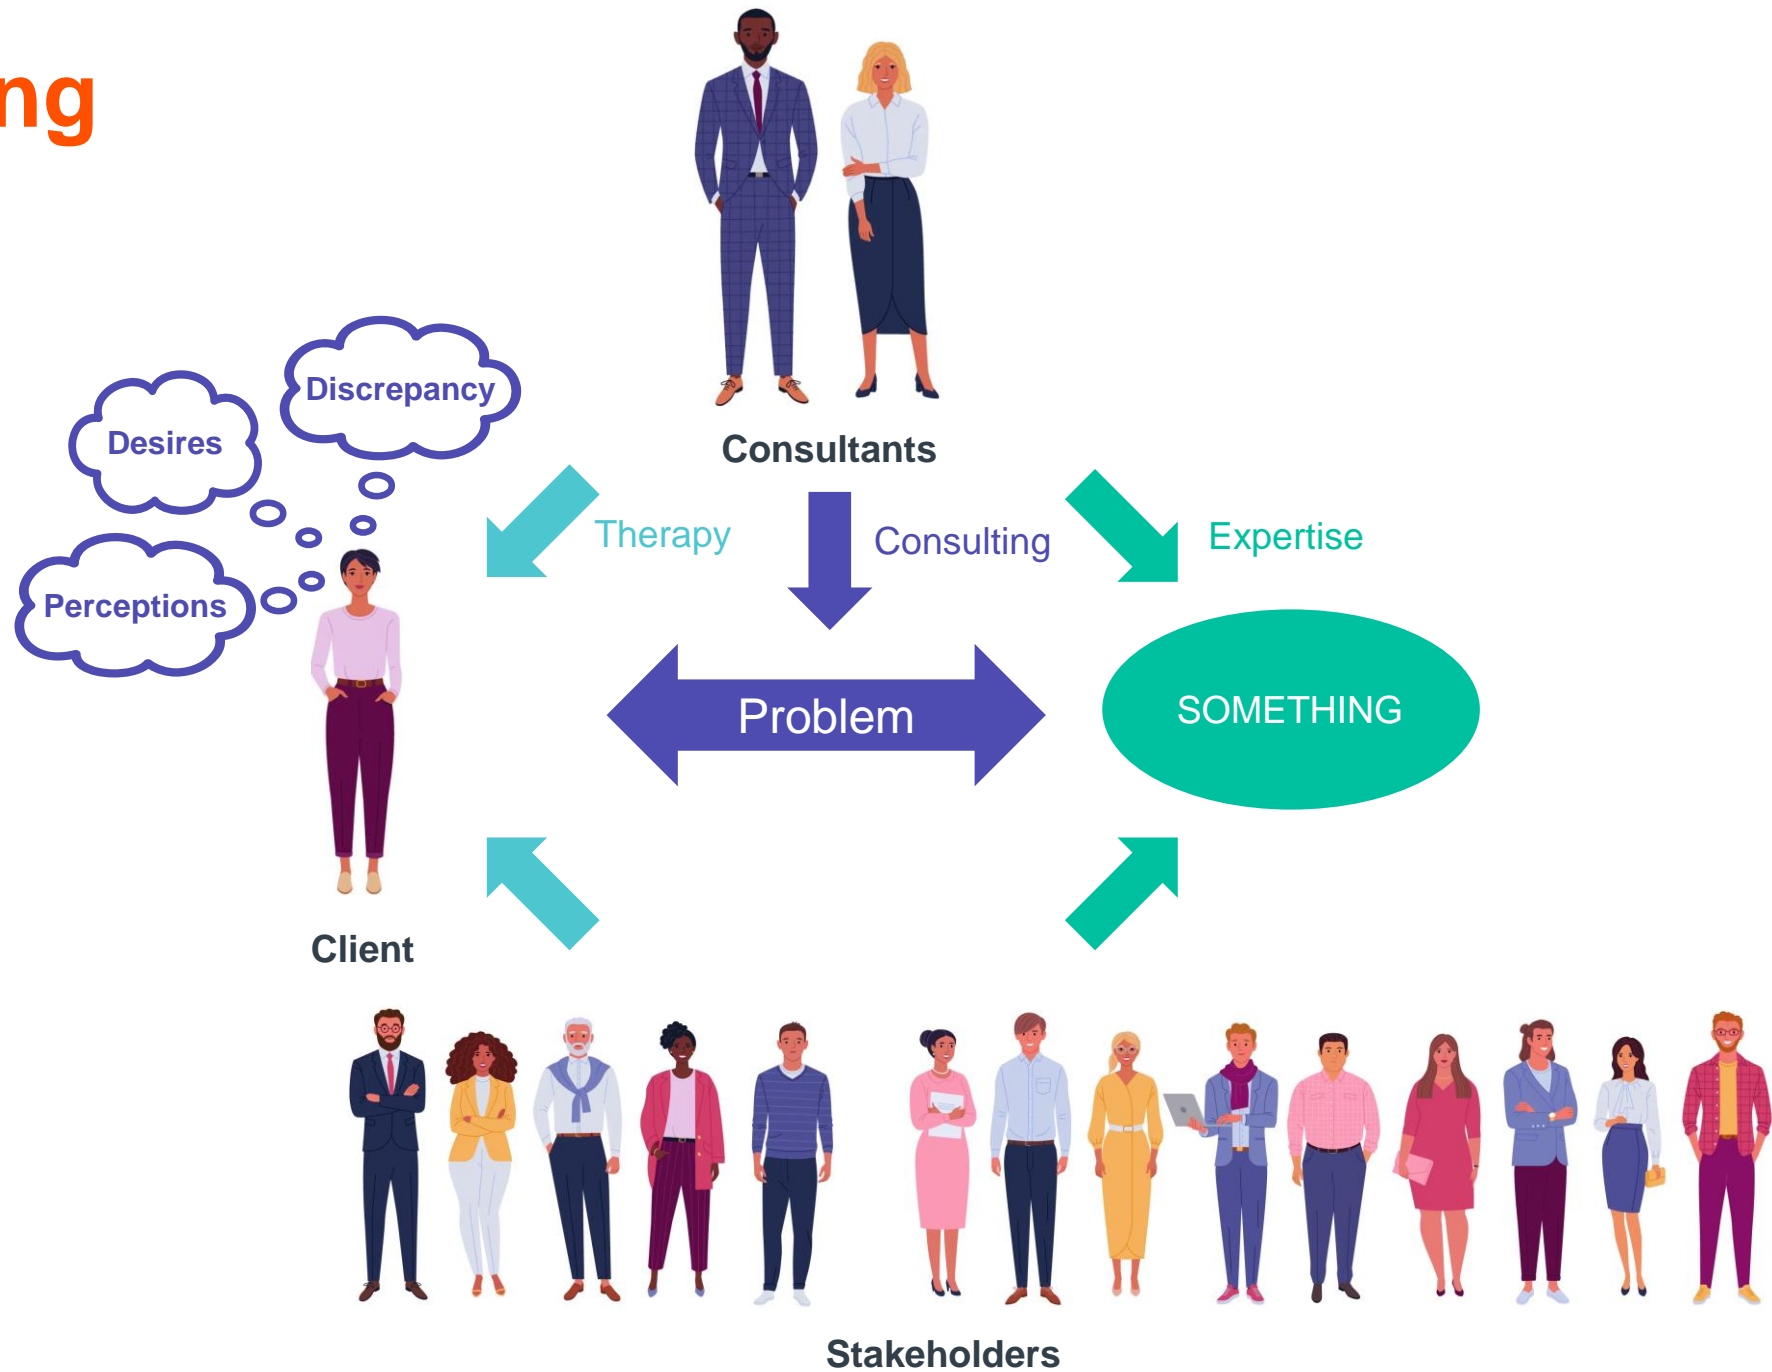 ng
Discrepancy
Desires
Consultants
Therapy
Consulting
Expertise
Perceptions
Problem
SOMETHING
Client
Stakeholders